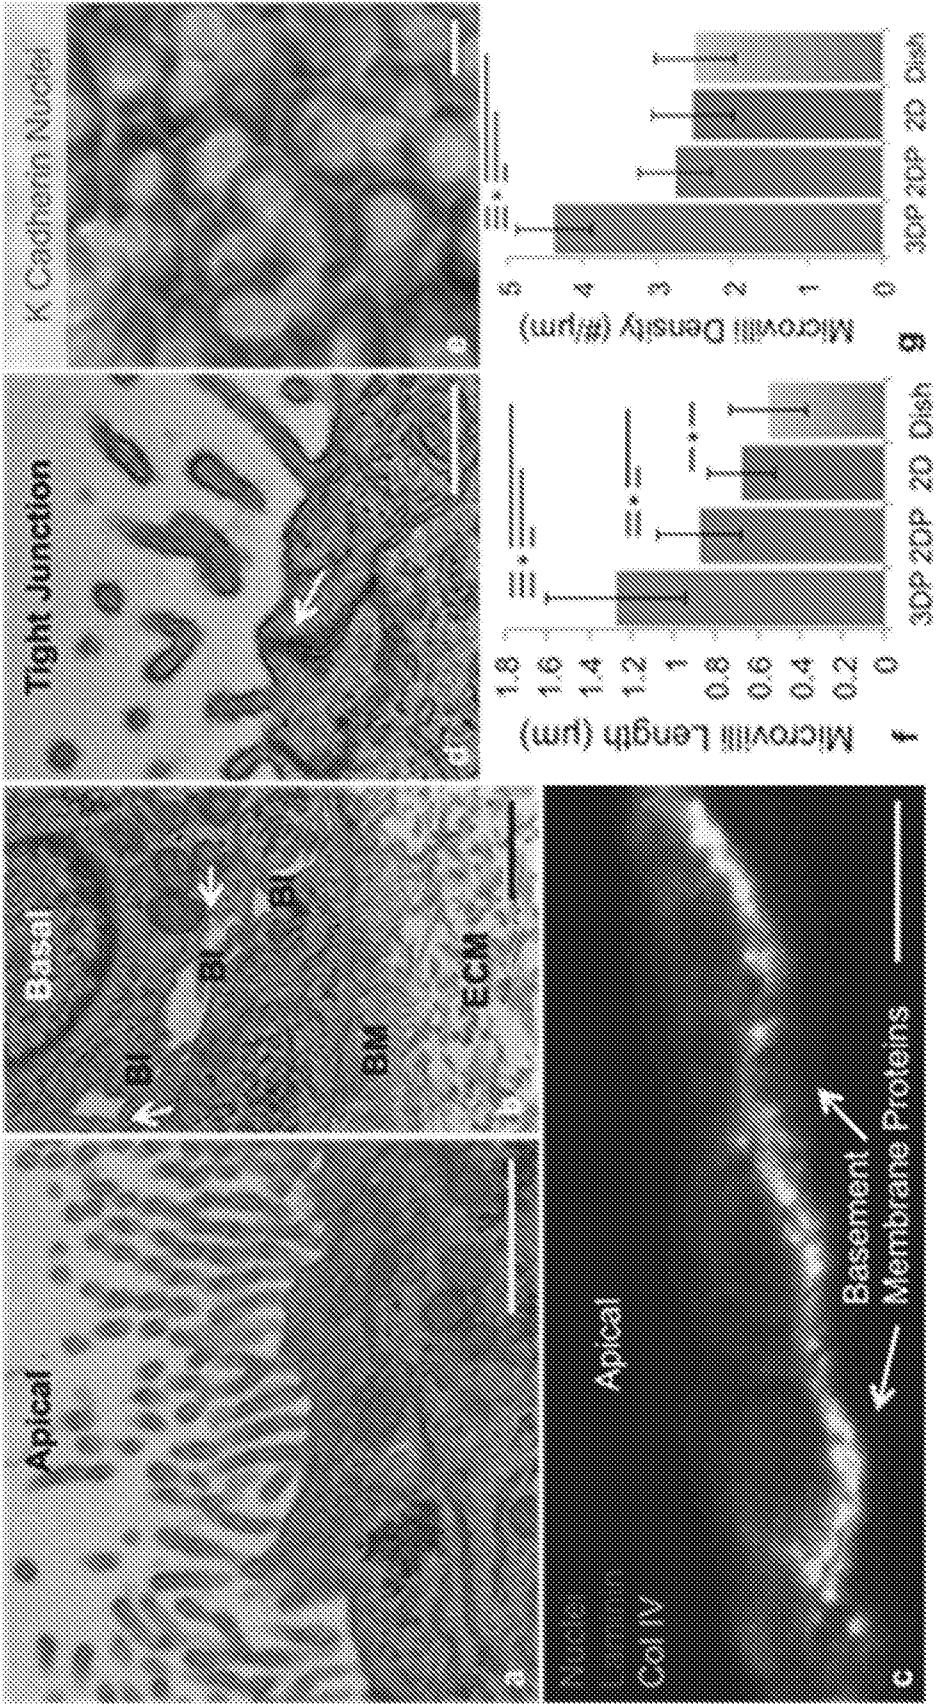 Apical
a
Basal
BI
BI
BI
BM
ECM
b
Col IV
Apical
Basement
Membrane Proteins
c
Tight Junction
d
K Cadherin Nuclei
e
Microvilli Length (μm)
1.8
1.6
1.4
1.2
1
0.8
0.6
0.4
0.2
0
3DP 2DP 2D Dish
*
*
*
f
Microvilli Density (#/μm)
5
4
3
2
1
0
3DP 2DP 2D Dish
*
g